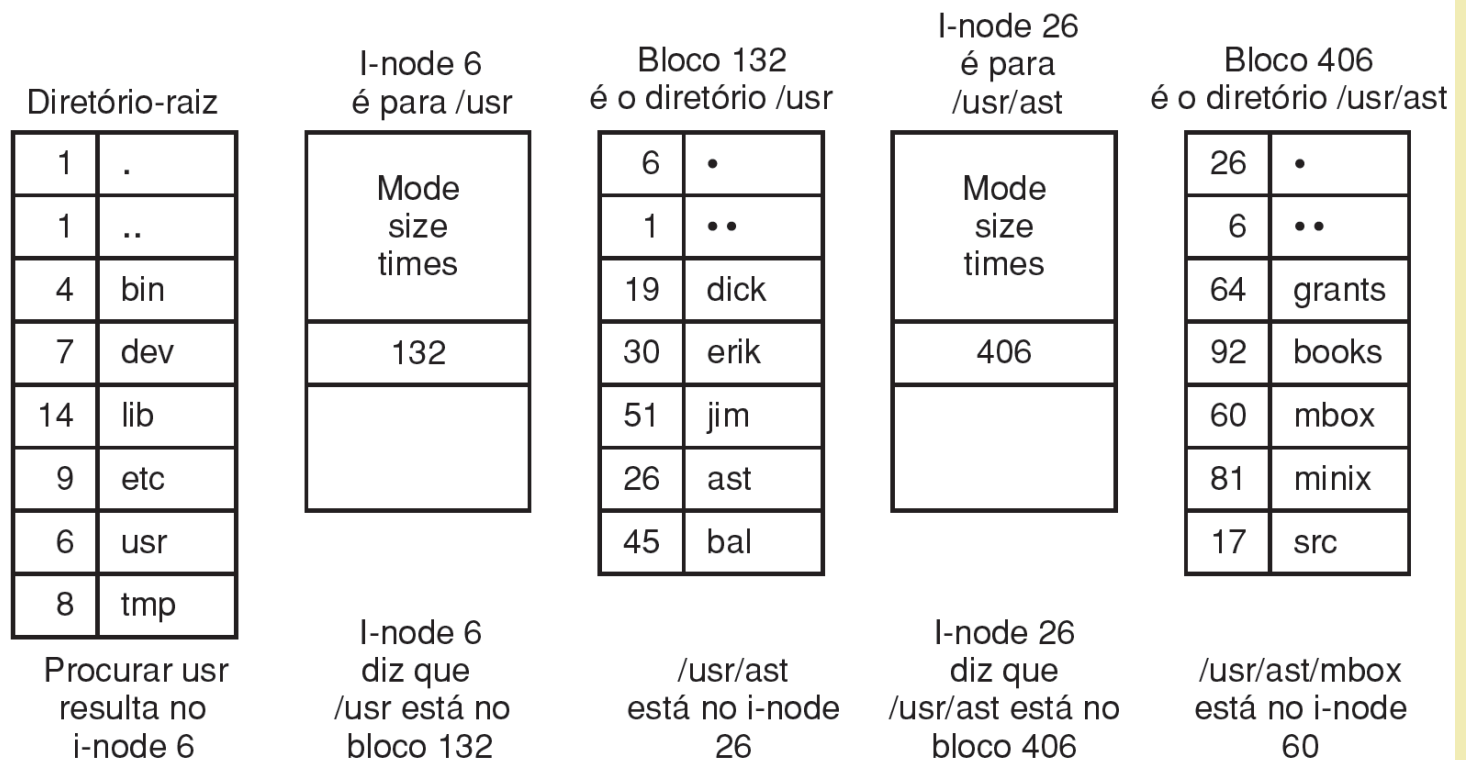 Diretório-raiz
1 .
1 ..
4 bin
7 dev
14 lib
9 etc
6 usr
8 tmp
Procurar usr
resulta no
i-node 6
I-node 6
é para /usr
Mode
size
times
132
I-node 6
diz que
/usr está no
bloco 132
Bloco 132
é o diretório /usr
6 •
1 ••
19 dick
30 erik
51 jim
26 ast
45 bal
/usr/ast
está no i-node
26
I-node 26
é para
/usr/ast
Mode
size
times
406
I-node 26
diz que
/usr/ast está no
bloco 406
Bloco 406
é o diretório /usr/ast
26 •
6 ••
64 grants
92 books
60 mbox
81 minix
17 src
/usr/ast/mbox
está no i-node
60